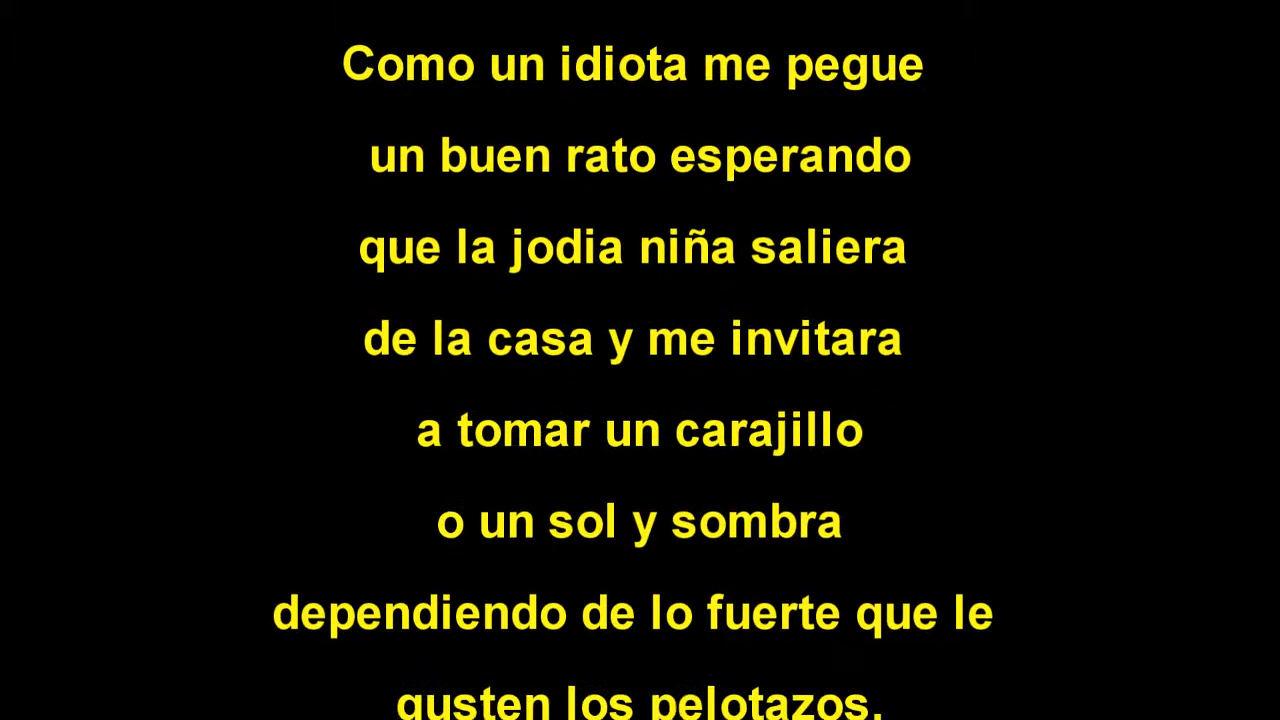 Como un idiota me pegue
un buen rato esperando
que la jodia niña saliera
de la casa y me invitara
a tomar un carajillo
o un sol y sombra
dependiendo de lo fuerte que le
gusten los pelotazos.